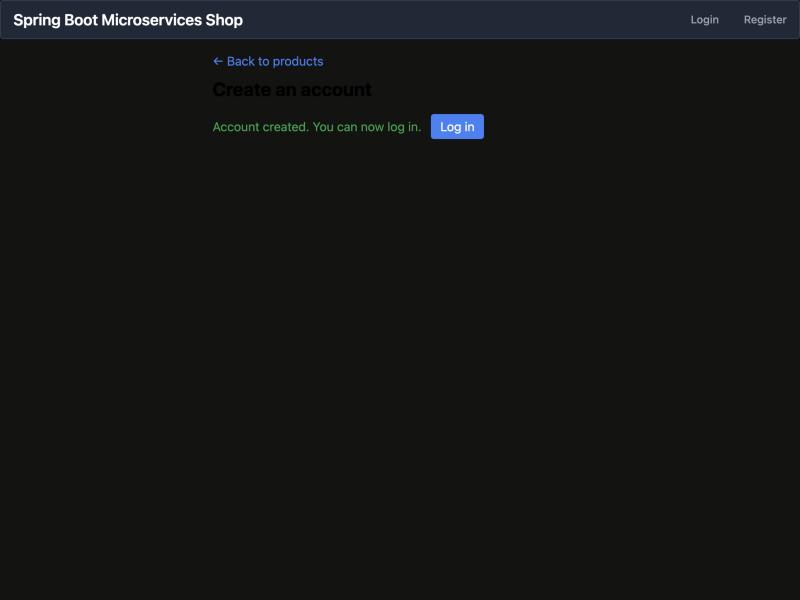 Spring Boot Microservices Shop Login Register
← Back to products
Create an account
Account created. You can now log in. Log in